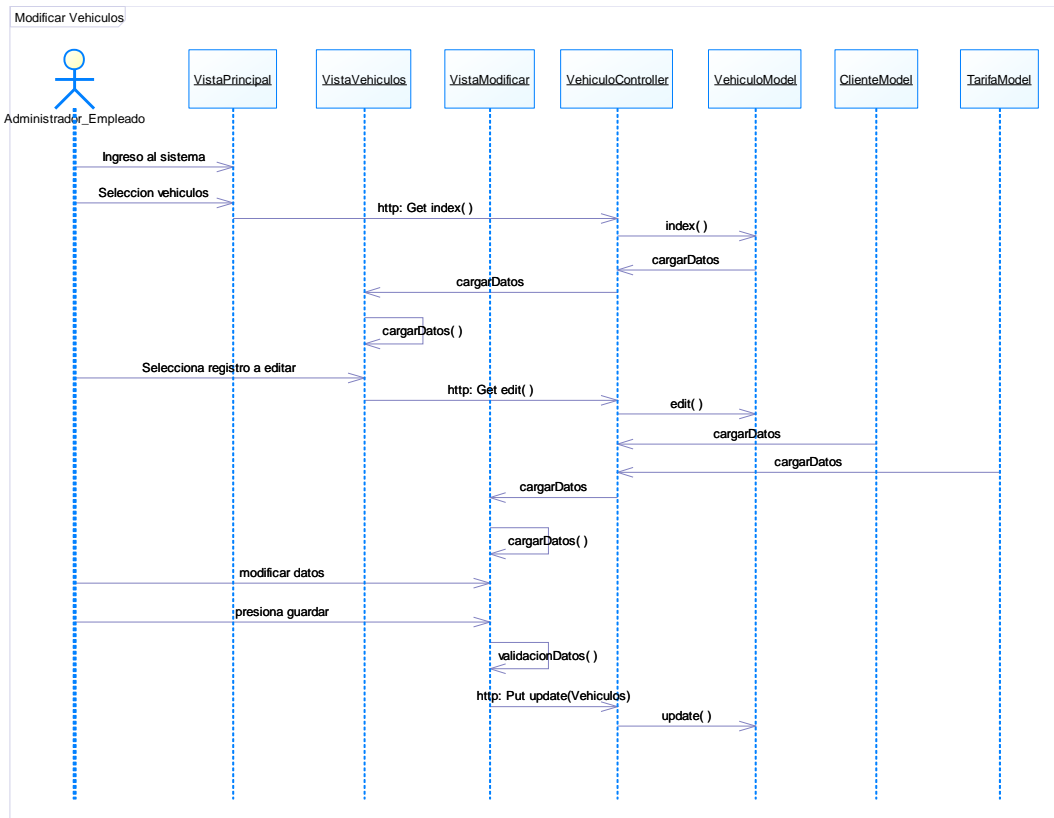 Modificar Vehiculos
Administrador_Empleado
VistaPrincipal
VistaVehiculos
VistaModificar
VehiculoController
VehiculoModel
ClienteModel
TarifaModel
Ingreso al sistema
Seleccion vehiculos
http: Get index( )
index( )
cargarDatos
cargarDatos
cargarDatos( )
Selecciona registro a editar
http: Get edit( )
edit( )
cargarDatos
cargarDatos
cargarDatos
cargarDatos( )
modificar datos
presiona guardar
validacionDatos( )
http: Put update(Vehiculos)
update( )